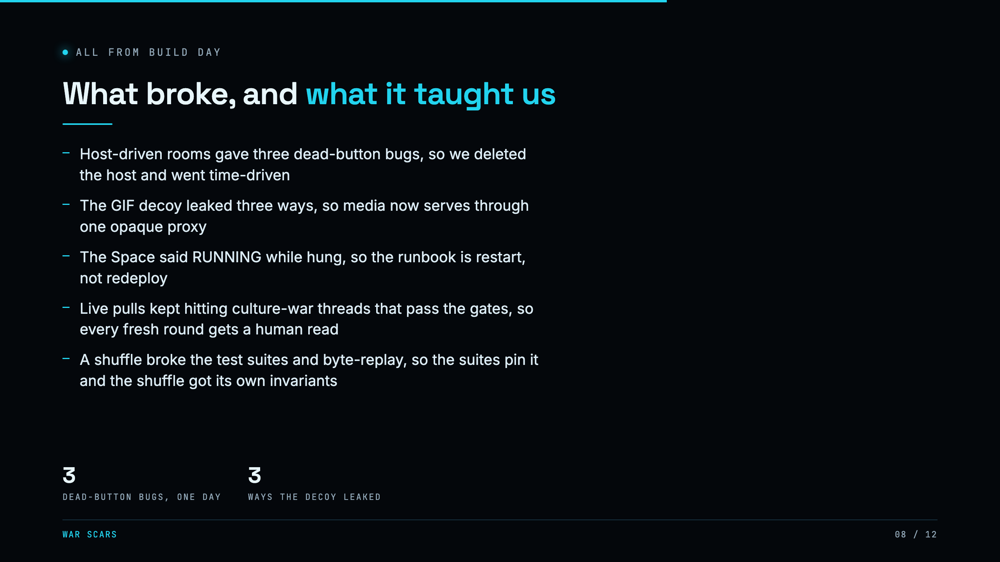 ALL FROM BUILD DAY
What broke, and what it taught us
– Host-driven rooms gave three dead-button bugs, so we deleted
the host and went time-driven
– The GIF decoy leaked three ways, so media now serves through
one opaque proxy
– The Space said RUNNING while hung, so the runbook is restart,
not redeploy
– Live pulls kept hitting culture-war threads that pass the gates, so
every fresh round gets a human read
– A shuffle broke the test suites and byte-replay, so the suites pin it
and the shuffle got its own invariants
3 3
DEAD-BUTTON BUGS, ONE DAY WAYS THE DECOY LEAKED
WAR SCARS 08 / 12